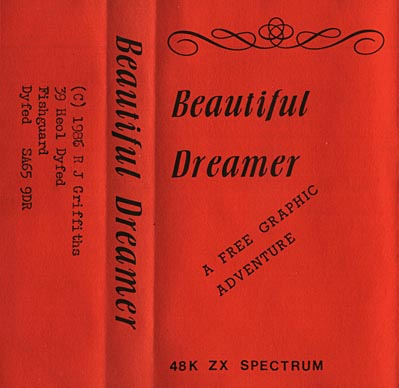 (C) 1986 R J Griffiths
39 Heol Dyfed
Fishguard
Dyfed SA65 9DR
Beautiful Dreamer
Beautiful
Dreamer
A FREE GRAPHIC
ADVENTURE
48K ZX SPECTRUM